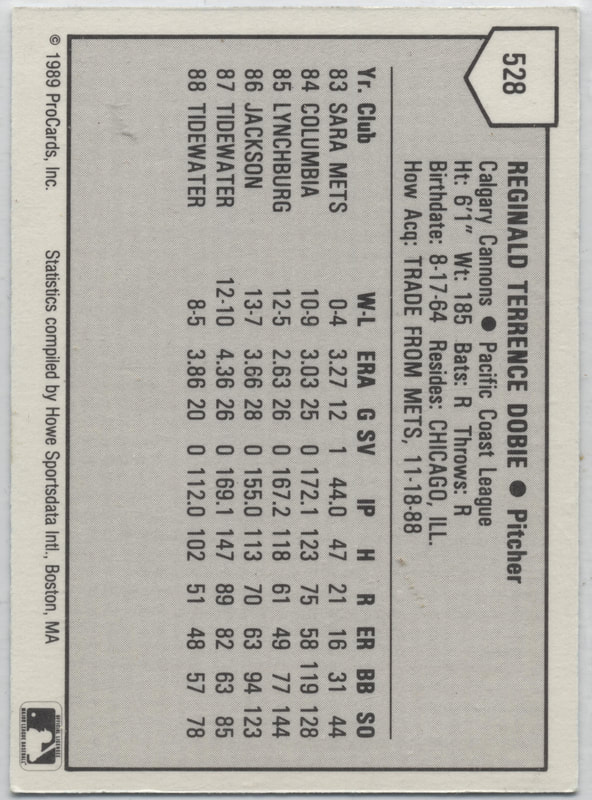 528
REGINALD TERRENCE DOBIE ● Pitcher
Calgary Cannons ● Pacific Coast League
Ht: 6'1" Wt: 185 Bats: R Throws: R
Birthdate: 8-17-64 Resides: CHICAGO, ILL.
How Acq: TRADE FROM METS, 11-18-88
Yr. Club W-L ERA G SV IP H R ER BB SO
83 SARA METS 0-4 3.27 12 1 44.0 47 21 16 31 44
84 COLUMBIA 10-9 3.03 25 0 172.1 123 75 58 119 128
85 LYNCHBURG 12-5 2.63 26 0 167.2 118 61 49 77 144
86 JACKSON 13-7 3.66 28 0 155.0 113 70 63 94 123
87 TIDEWATER 12-10 4.36 26 0 169.1 147 89 82 63 85
88 TIDEWATER 8-5 3.86 20 0 112.0 102 51 48 57 78
© 1989 ProCards, Inc. Statistics compiled by Howe Sportsdata Intl., Boston, MA
OFFICIAL LICENSEE
MAJOR LEAGUE BASEBALL